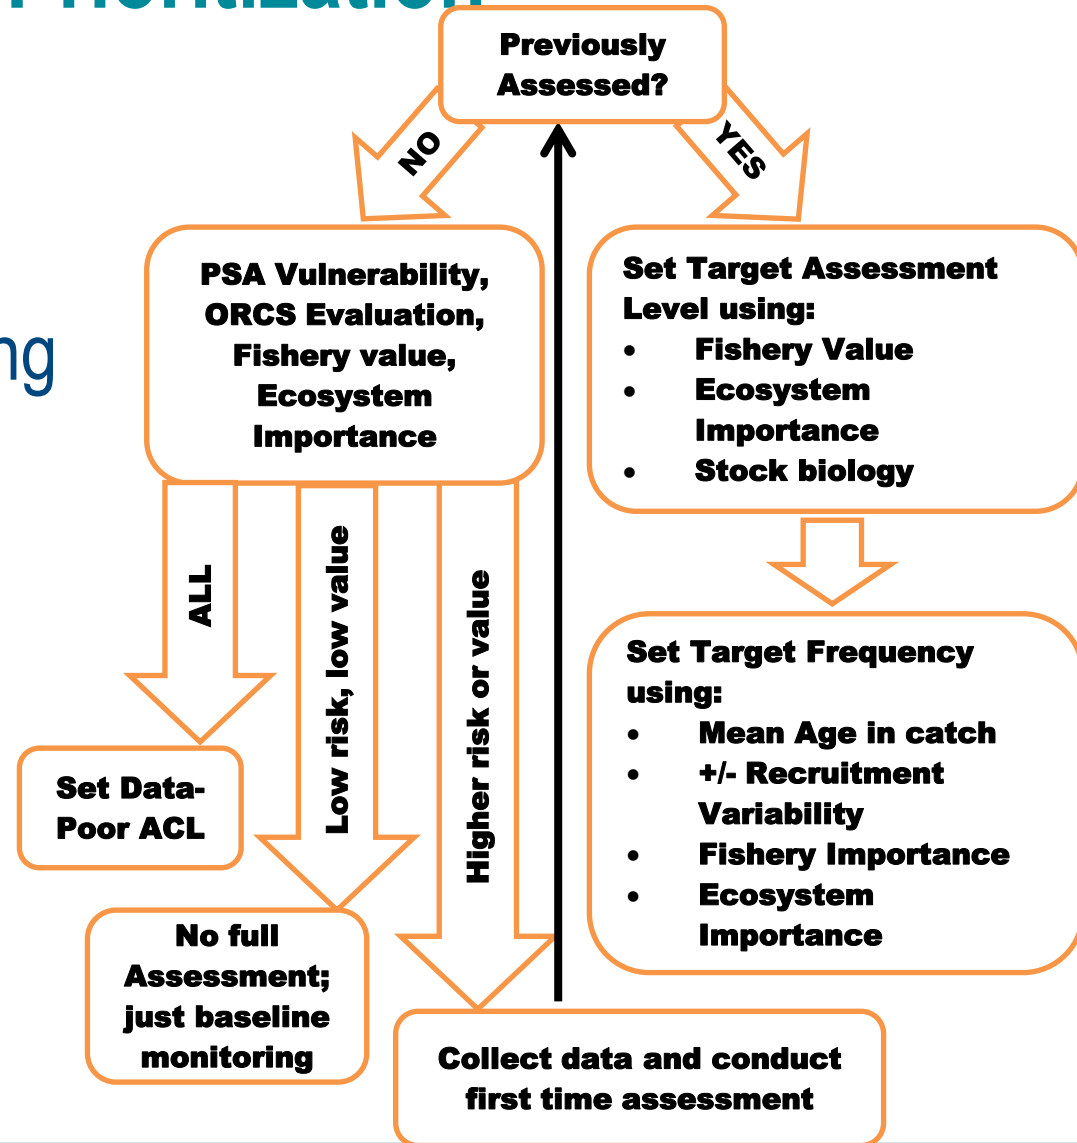 Prioritization
Previously
Assessed?
NO
YES
PSA Vulnerability,
ORCS Evaluation,
Fishery value,
Ecosystem
Importance
Set Target Assessment
Level using:
• Fishery Value
• Ecosystem
Importance
• Stock biology
ALL
Low risk, low value
Higher risk or value
Set Target Frequency
using:
• Mean Age in catch
• +/- Recruitment
Variability
• Fishery Importance
• Ecosystem
Importance
Set Data-
Poor ACL
No full
Assessment;
just baseline
monitoring
Collect data and conduct
first time assessment